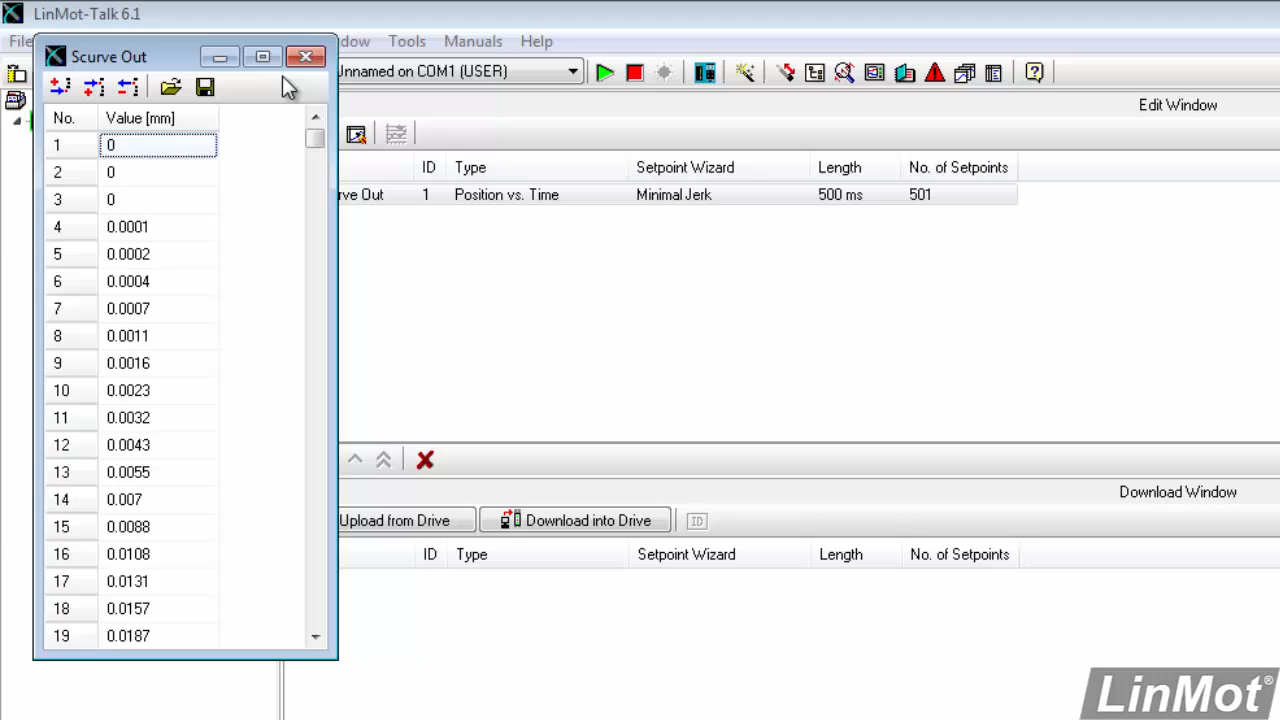 LinMot-Talk 6.1
File
dow Tools Manuals Help
Scurve Out
Unnamed on COM1 (USER)
Edit Window
No. Value [mm]
1 0
2 0
3 0
4 0.0001
5 0.0002
6 0.0004
7 0.0007
8 0.0011
9 0.0016
10 0.0023
11 0.0032
12 0.0043
13 0.0055
14 0.007
15 0.0088
16 0.0108
17 0.0131
18 0.0157
19 0.0187
ID Type Setpoint Wizard Length No. of Setpoints
rve Out 1 Position vs. Time Minimal Jerk 500 ms 501
Download Window
Upload from Drive Download into Drive ID
ID Type Setpoint Wizard Length No. of Setpoints
LinMot®